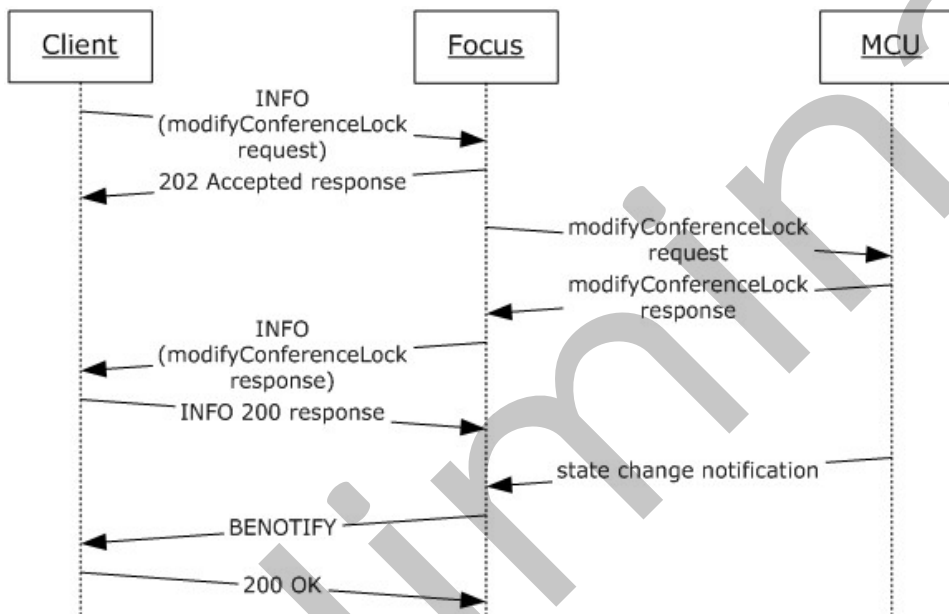 Client
Focus
MCU
INFO
(modifyConferenceLock
request)
202 Accepted response
modifyConferenceLock
request
modifyConferenceLock
response
INFO
(modifyConferenceLock
response)
INFO 200 response
state change notification
BENOTIFY
200 OK